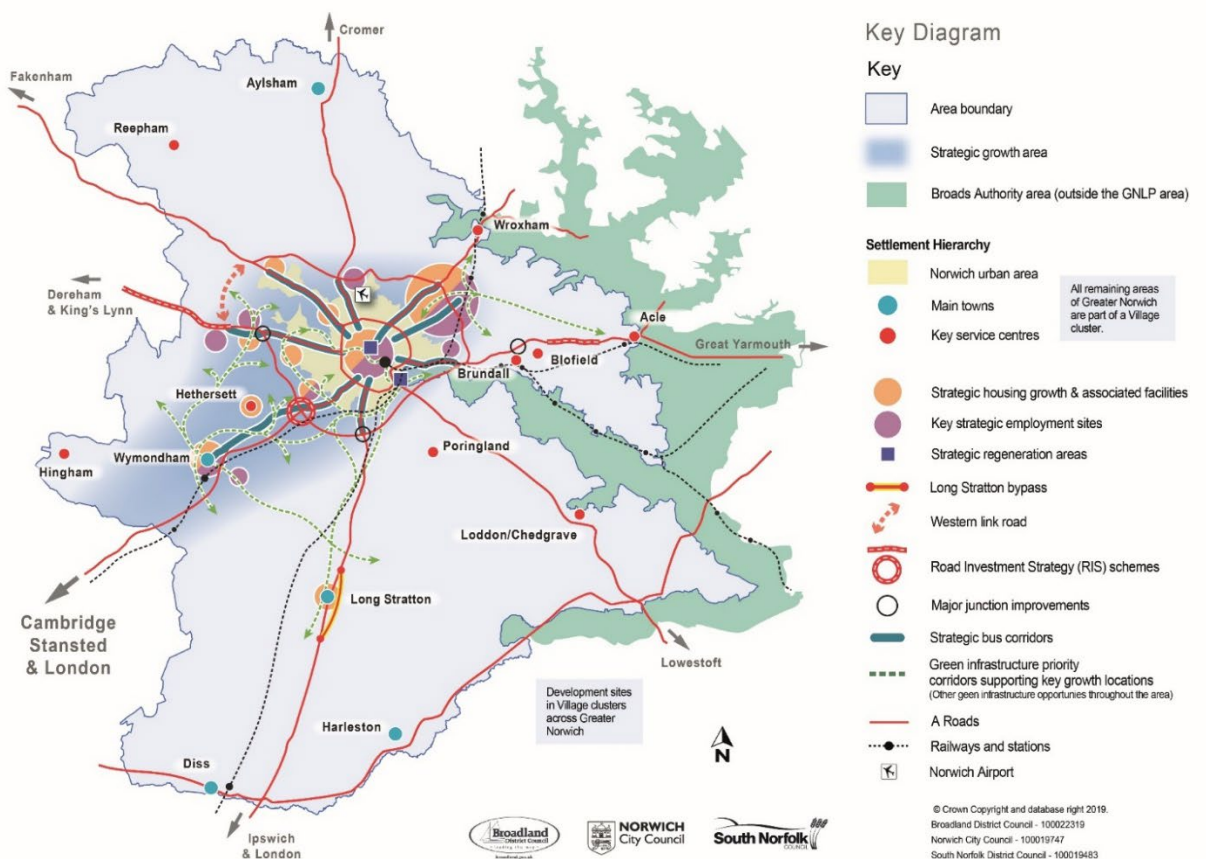 Cromer
Fakenham
Aylsham
Reepham
Wroxham
Dereham
& King's Lynn
Acle
Great Yarmouth
Blofield
Brundall
Hethersett
Wymondham
Hingham
Poringland
Loddon/Chedgrave
Long Stratton
Cambridge
Stansted
& London
Lowestoft
Development sites
in Village clusters
across Greater
Norwich
Harleston
N
Diss
Ipswich
& London
Broadland
District Council
broadland.gov.uk
NORWICH
City Council
South Norfolk
COUNCIL
Key Diagram
Key
Area boundary
Strategic growth area
Broads Authority area (outside the GNLP area)
Settlement Hierarchy
Norwich urban area
Main towns
Key service centres
All remaining areas
of Greater Norwich
are part of a Village
cluster.
Strategic housing growth & associated facilities
Key strategic employment sites
Strategic regeneration areas
Long Stratton bypass
Western link road
Road Investment Strategy (RIS) schemes
Major junction improvements
Strategic bus corridors
Green infrastructure priority
corridors supporting key growth locations
(Other geen infrastructure opportunies throughout the area)
A Roads
Railways and stations
Norwich Airport
© Crown Copyright and database right 2019.
Broadland District Council - 100022319
Norwich City Council - 100019747
South Norfolk District Council - 100019483